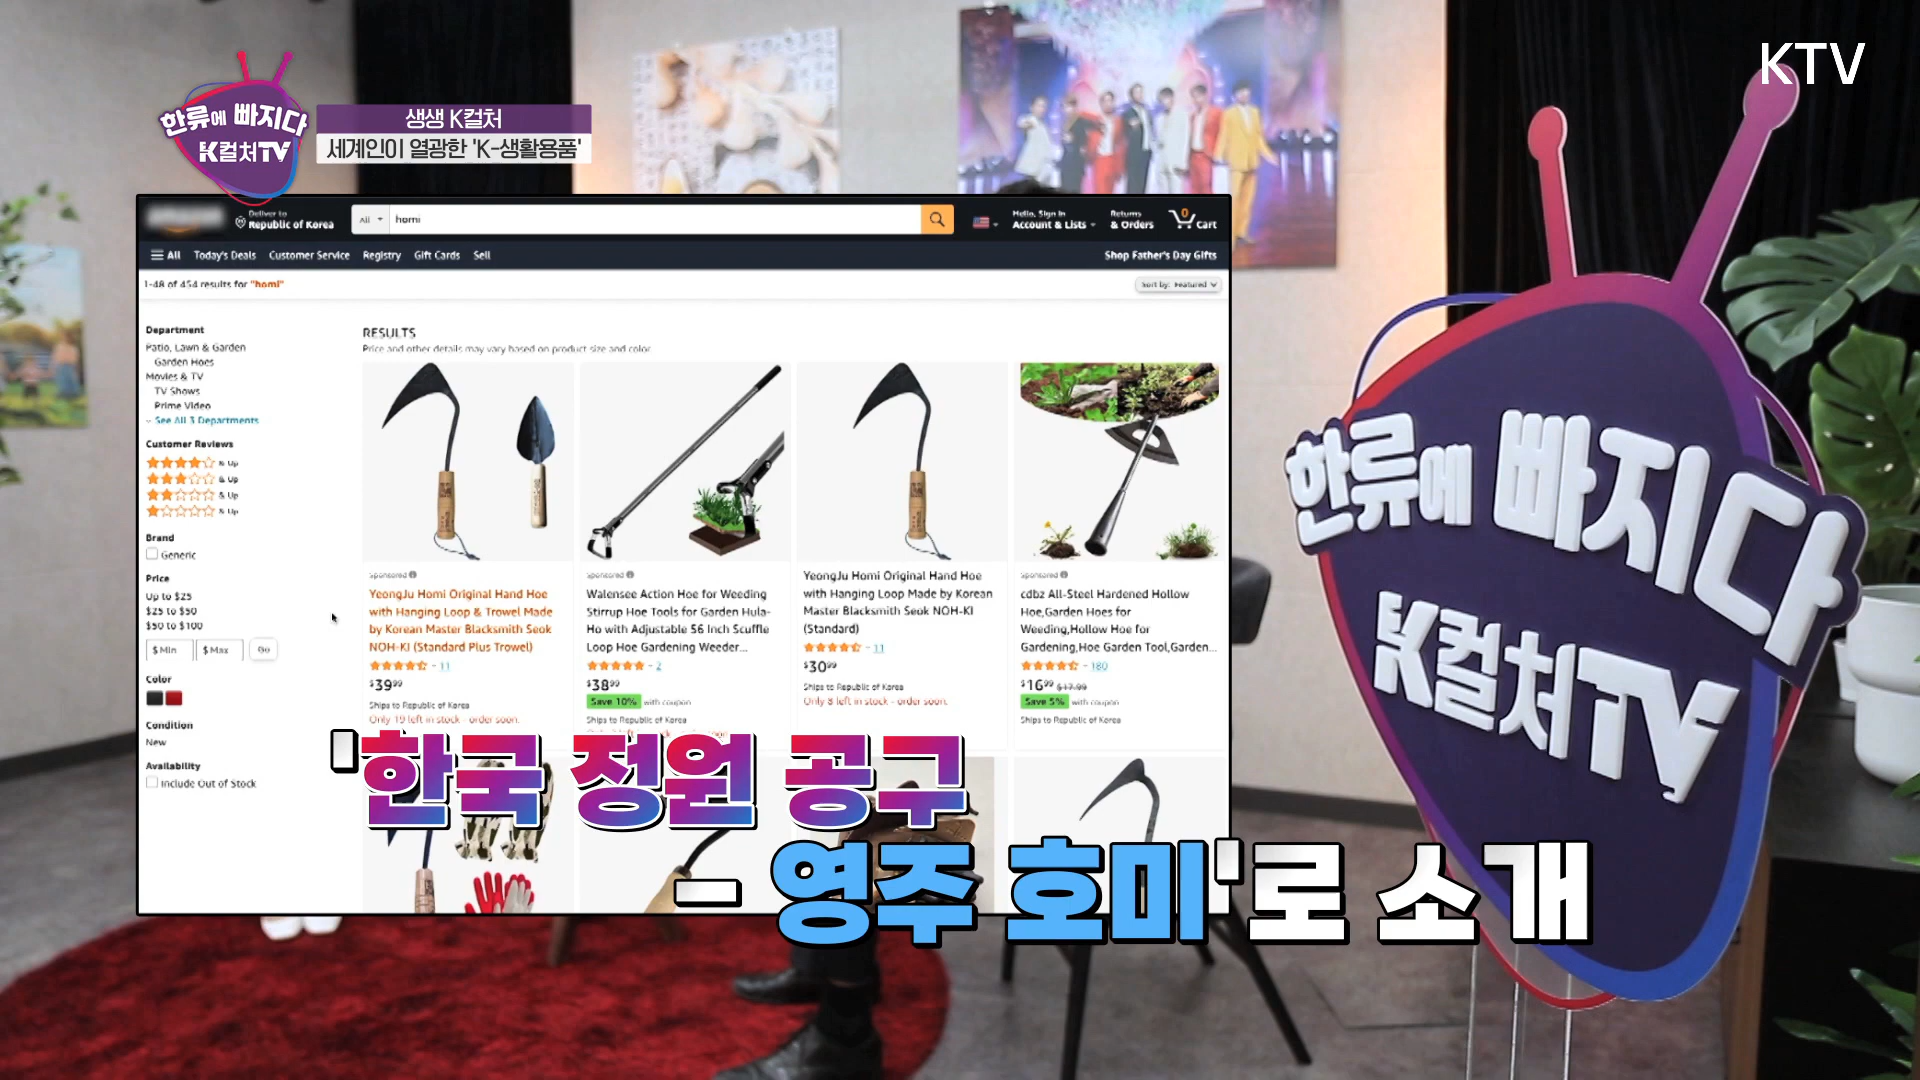 KTV
한류에 빠지다
K컬처TV
생생 K컬처
세계인이 열광한 'K-생활용품'
Deliver to
Republic of Korea
All
homi
Hello, Sign in
Account & Lists
Returns
& Orders
0
Cart
All
Today's Deals
Customer Service
Registry
Gift Cards
Sell
Shop Father's Day Gifts
1-48 of 454 results for "homi"
Sort by: Featured
Department
Patio, Lawn & Garden
Garden Hoes
Movies & TV
TV Shows
Prime Video
See All 3 Departments
Customer Reviews
& Up
& Up
& Up
& Up
Brand
Generic
Price
Up to $25
$25 to $50
$50 to $100
$ Min
$ Max
Go
Color
Condition
New
Availability
Include Out of Stock
RESULTS
Price and other details may vary based on product size and color
Sponsored
YeongJu Homi Original Hand Hoe
with Hanging Loop & Trowel Made
by Korean Master Blacksmith Seok
NOH-KI (Standard Plus Trowel)
11
$39.99
Ships to Republic of Korea
Only 19 left in stock - order soon.
Sponsored
Walensee Action Hoe for Weeding
Stirrup Hoe Tools for Garden Hula-
Ho with Adjustable 56 Inch Scuffle
Loop Hoe Gardening Weeder...
2
$38.99
Save 10% with coupon
Ships to Republic of Korea
YeongJu Homi Original Hand Hoe
with Hanging Loop Made by Korean
Master Blacksmith Seok NOH-KI
(Standard)
11
$30.99
Ships to Republic of Korea
Only 8 left in stock - order soon.
Sponsored
cdbz All-Steel Hardened Hollow
Hoe,Garden Hoes for
Weeding,Hollow Hoe for
Gardening,Hoe Garden Tool,Garden...
180
$16.99 $17.99
Save 5% with coupon
Ships to Republic of Korea
'한국 정원 공구
- 영주 호미'로 소개
한류에 빠지다
K컬처TV